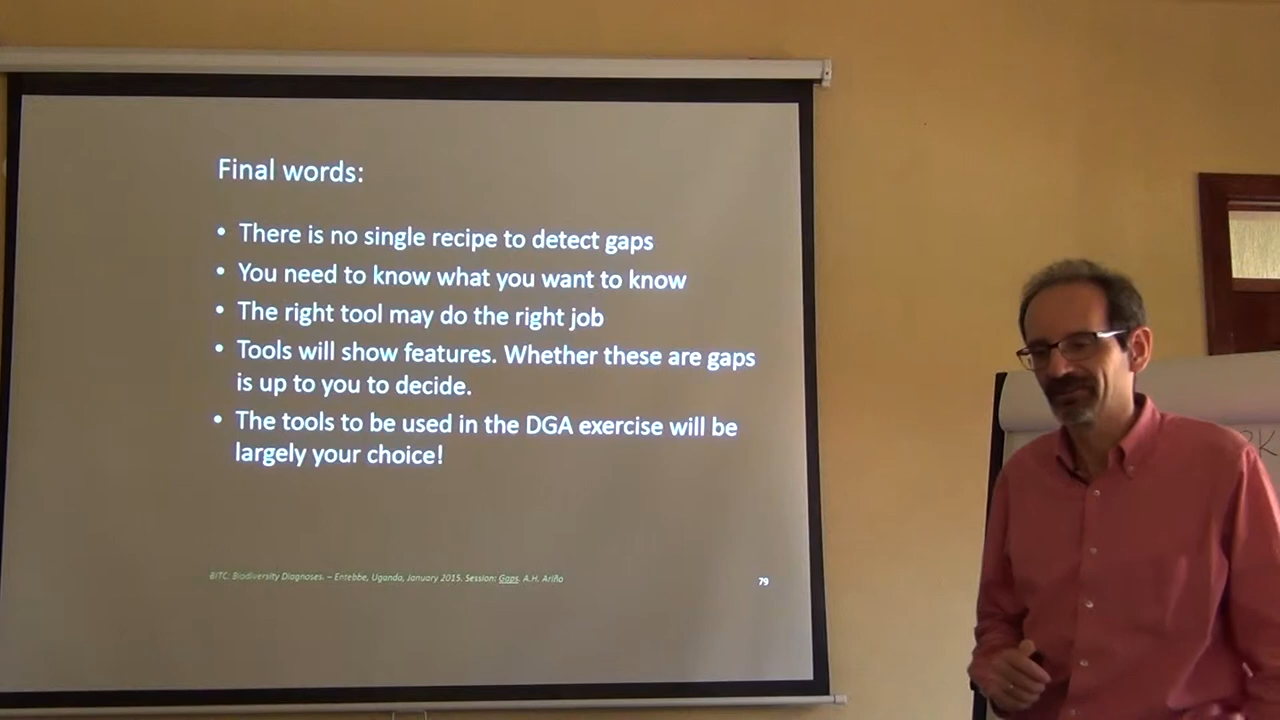 Final words:
• There is no single recipe to detect gaps
• You need to know what you want to know
• The right tool may do the right job
• Tools will show features. Whether these are gaps
is up to you to decide.
• The tools to be used in the DGA exercise will be
largely your choice!
BITC: Biodiversity Diagnoses. – Entebbe, Uganda, January 2015. Session: Gaps. A.H. Ariño
79